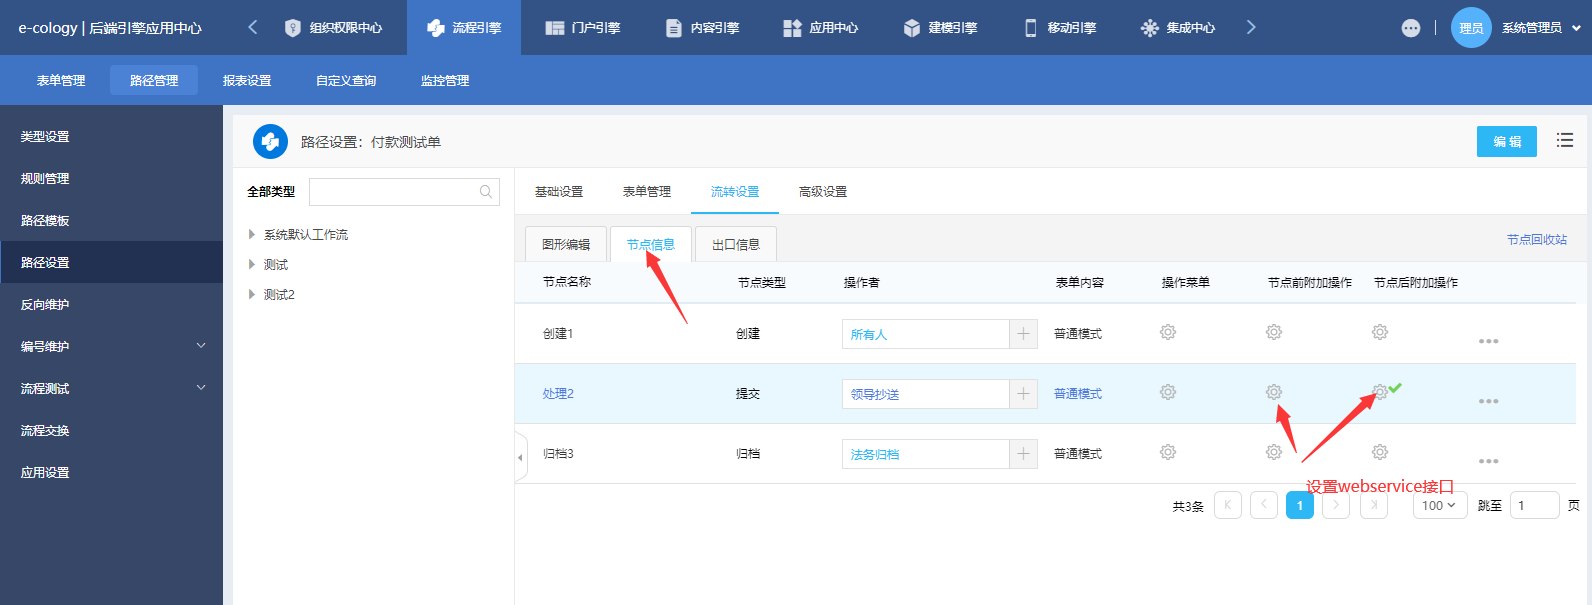 e-cology | 后端引擎应用中心 组织权限中心 流程引擎 门户引擎 内容引擎 应用中心 建模引擎 移动引擎 集成中心 理员 系统管理员
表单管理 路径管理 报表设置 自定义查询 监控管理
类型设置
规则管理
路径模板
路径设置
反向维护
编号维护
流程测试
流程交换
应用设置
路径设置：付款测试单 编 辑
全部类型
系统默认工作流
测试
测试2
基础设置 表单管理 流转设置 高级设置
图形编辑 节点信息 出口信息 节点回收站
节点名称 节点类型 操作者 表单内容 操作菜单 节点前附加操作 节点后附加操作
创建1 创建 所有人 普通模式
处理2 提交 领导抄送 普通模式
归档3 归档 法务归档 普通模式
设置webservice接口
共3条 1 100 跳至 1 页